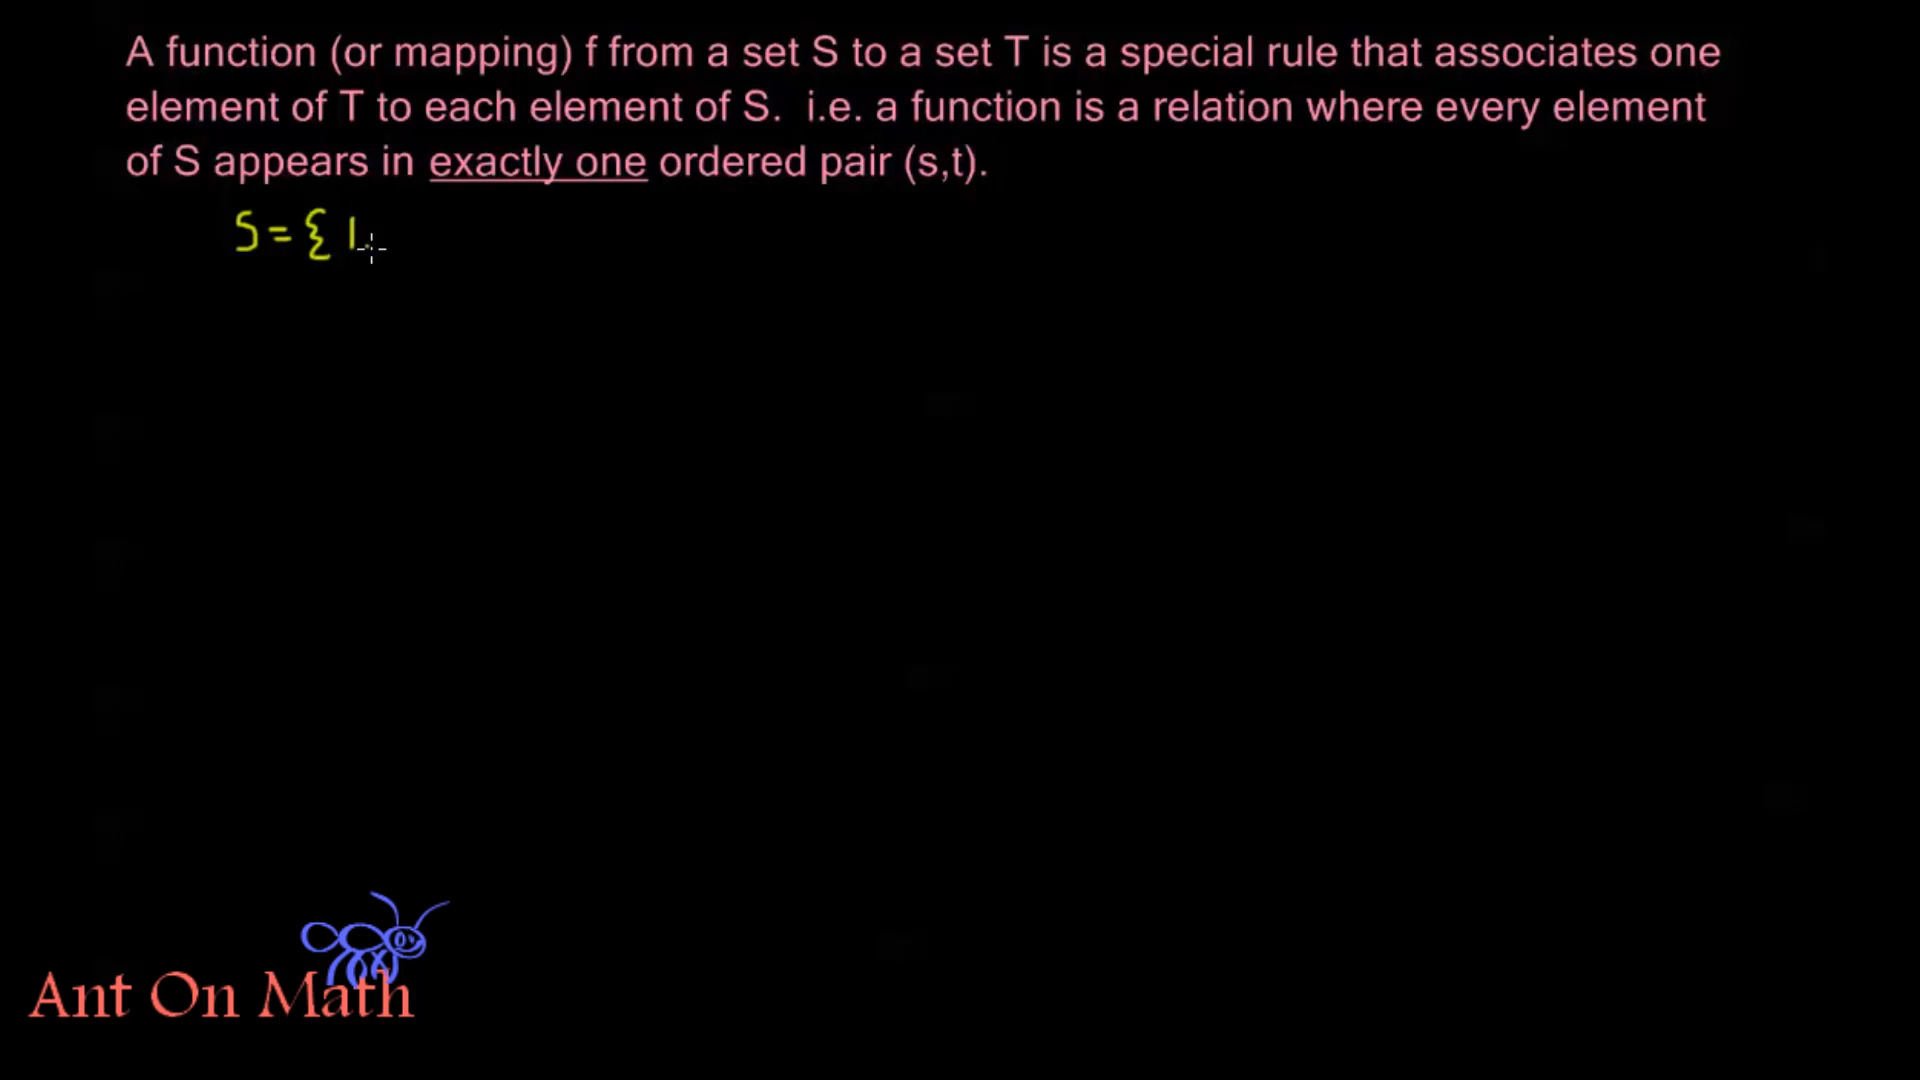 A function (or mapping) f from a set S to a set T is a special rule that associates one
element of T to each element of S.  i.e. a function is a relation where every element
of S appears in exactly one ordered pair (s,t).
S = { 1,
Ant On Math